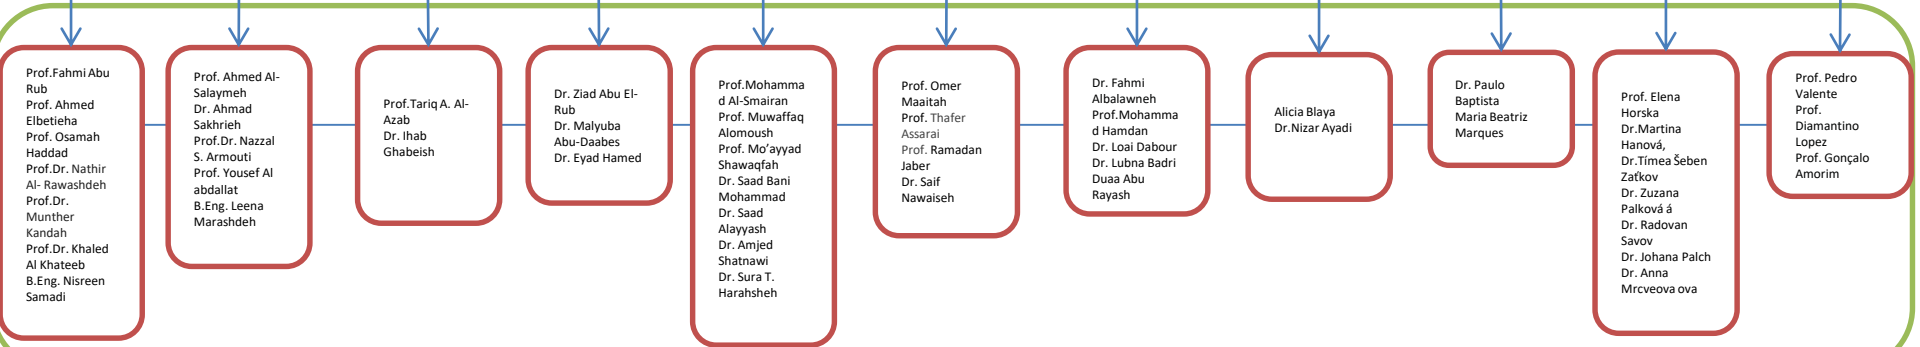 Prof.Fahmi Abu
Rub
Prof. Ahmed
Elbetieha
Prof. Osamah
Haddad
Prof.Dr. Nathir
Al- Rawashdeh
Prof.Dr.
Munther
Kandah
Prof.Dr. Khaled
Al Khateeb
B.Eng. Nisreen
Samadi
Prof. Ahmed Al-
Salaymeh
Dr. Ahmad
Sakhrieh
Prof.Dr. Nazzal
S. Armouti
Prof. Yousef Al
abdallat
B.Eng. Leena
Marashdeh
Prof.Tariq A. Al-
Azab
Dr. Ihab
Ghabeish
Dr. Ziad Abu El-
Rub
Dr. Malyuba
Abu-Daabes
Dr. Eyad Hamed
Prof.Mohamma
d Al-Smairan
Prof. Muwaffaq
Alomoush
Prof. Mo’ayyad
Shawaqfah
Dr. Saad Bani
Mohammad
Dr. Saad
Alayyash
Dr. Amjed
Shatnawi
Dr. Sura T.
Harahsheh
Prof. Omer
Maaitah
Prof. Thafer
Assarai
Prof. Ramadan
Jaber
Dr. Saif
Nawaiseh
Dr. Fahmi
Albalawneh
Prof.Mohamma
d Hamdan
Dr. Loai Dabour
Dr. Lubna Badri
Duaa Abu
Rayash
Alicia Blaya
Dr.Nizar Ayadi
Dr. Paulo
Baptista
Maria Beatriz
Marques
Prof. Elena
Horska
Dr.Martina
Hanová,
Dr.Tímea Šeben
Zaťkov
Dr. Zuzana
Palková á
Dr. Radovan
Savov
Dr. Johana Palch
Dr. Anna
Mrcveova ova
Prof. Pedro
Valente
Prof.
Diamantino
Lopez
Prof. Gonçalo
Amorim